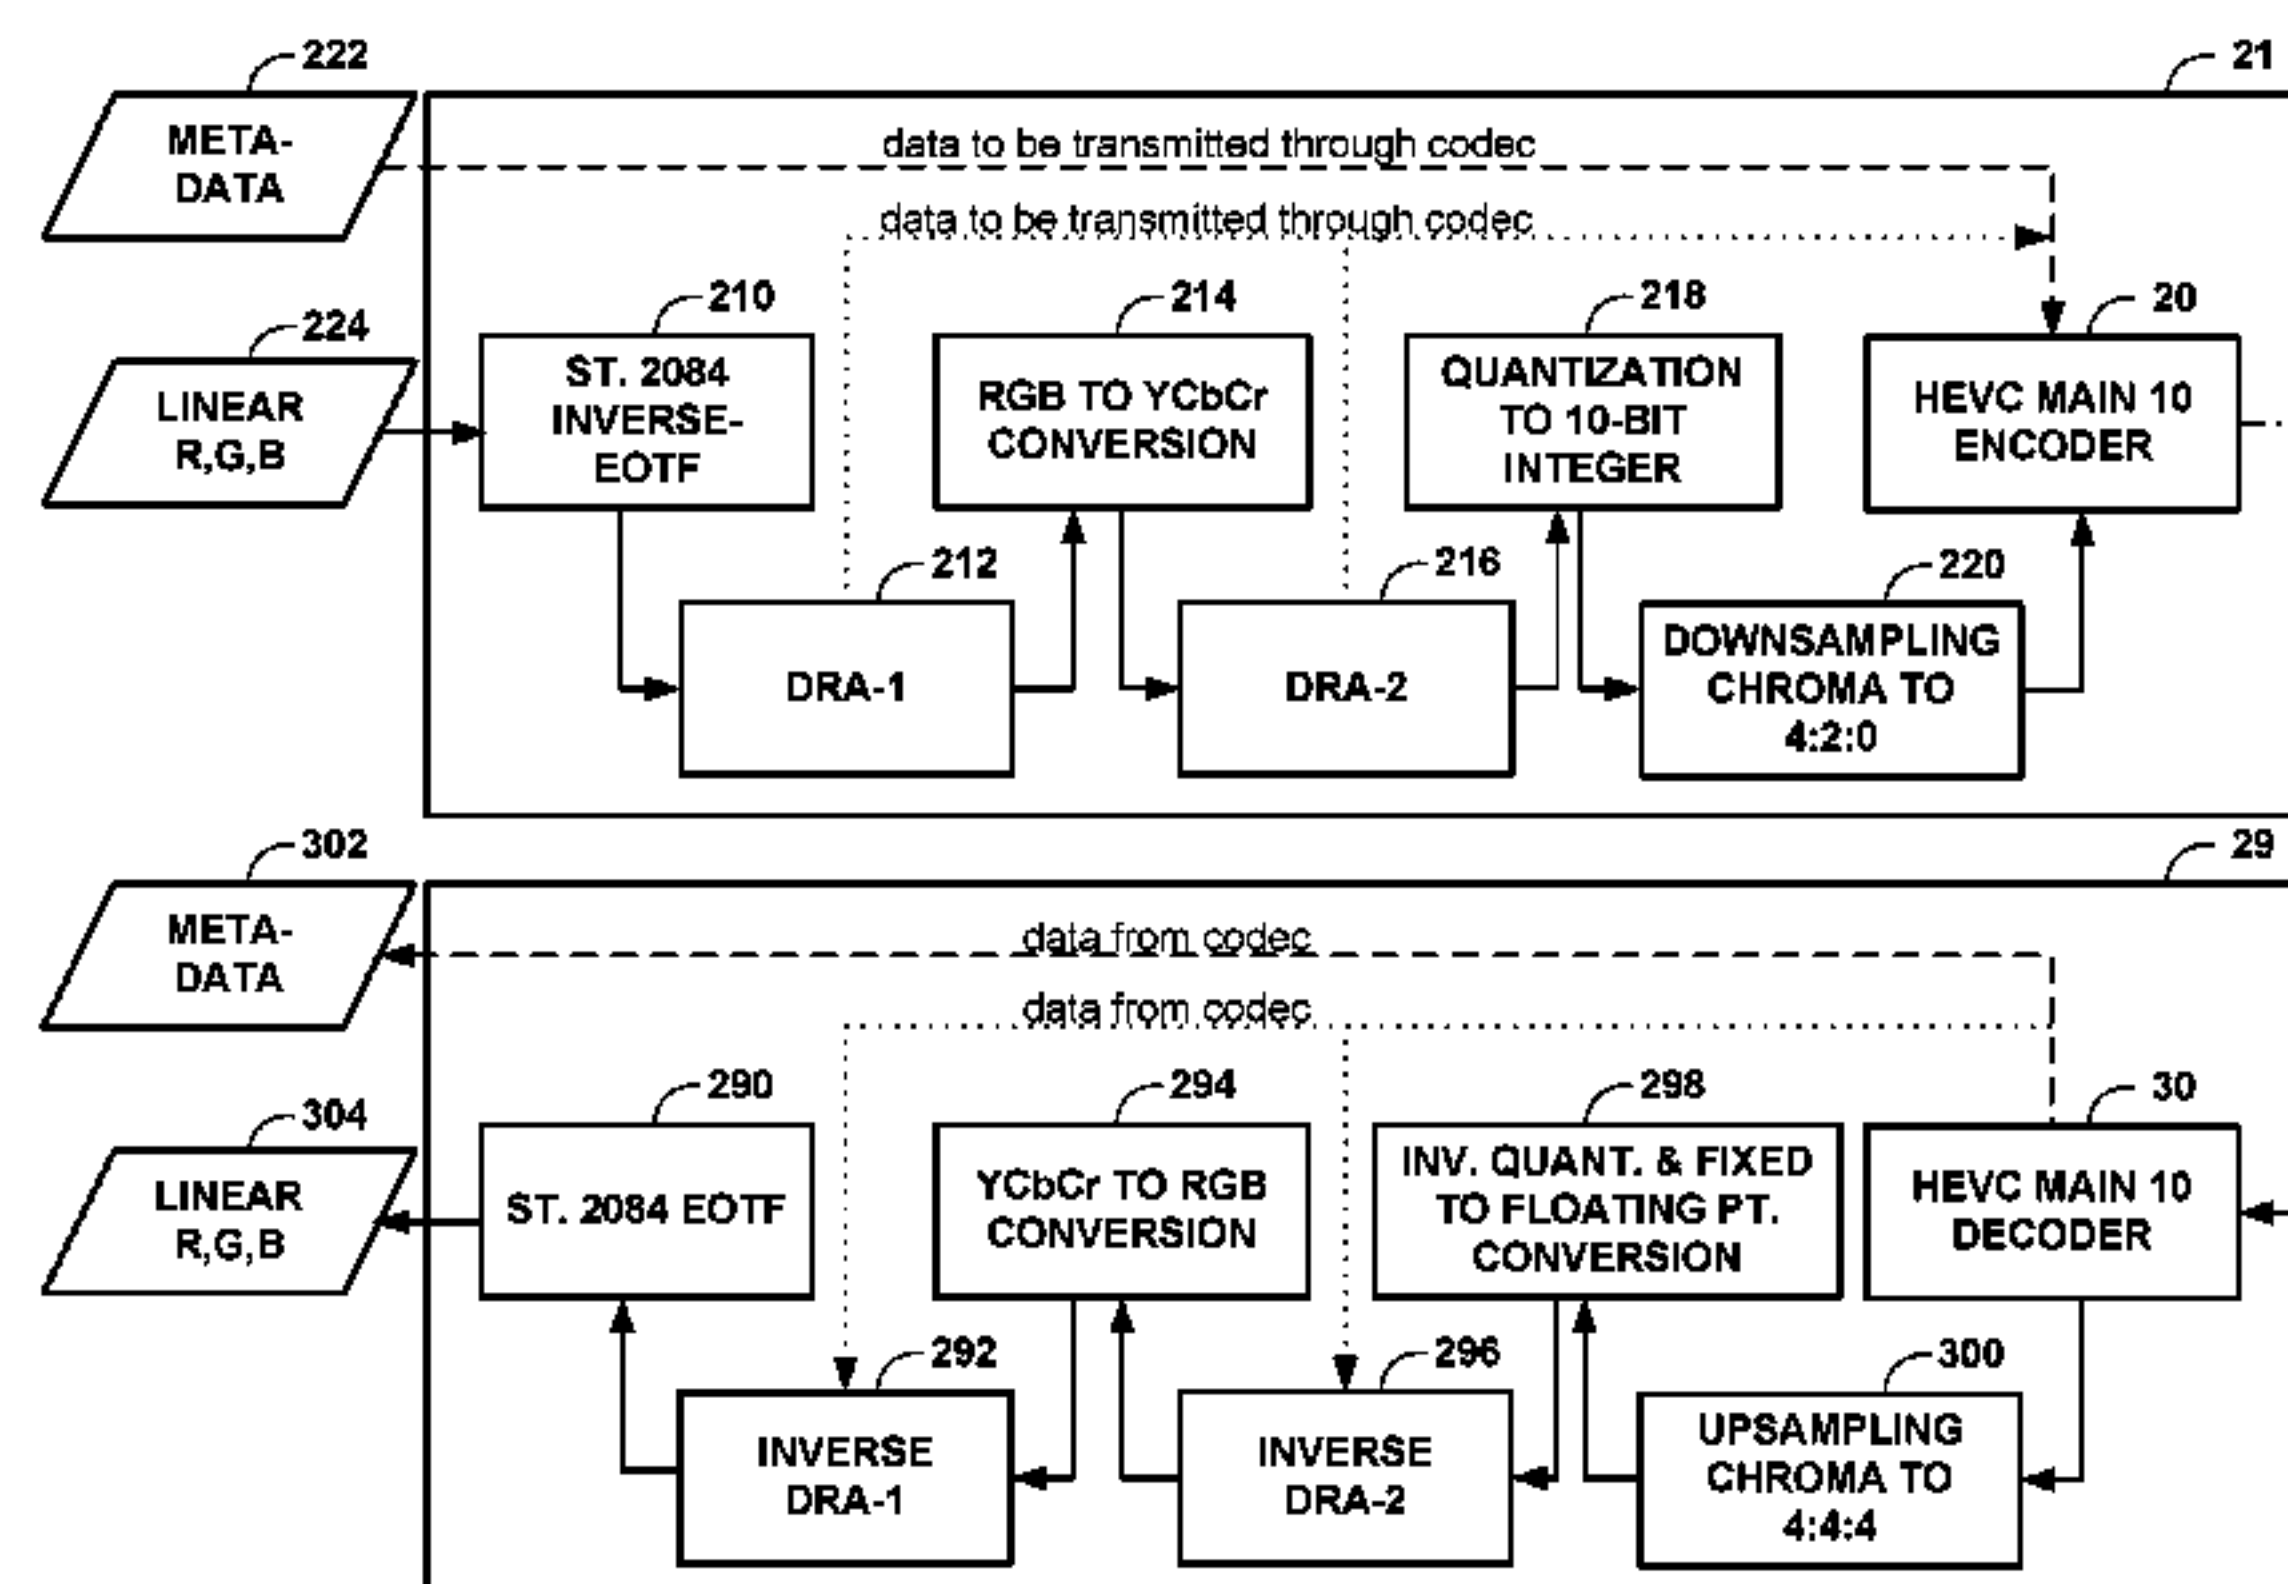 222
21
META-
DATA
data to be transmitted through codec
data to be transmitted through codec
224
210
214
218
20
LINEAR
R,G,B
ST. 2084
INVERSE-
EOTF
RGB TO YCbCr
CONVERSION
QUANTIZATION
TO 10-BIT
INTEGER
HEVC MAIN 10
ENCODER
212
216
220
DRA-1
DRA-2
DOWNSAMPLING
CHROMA TO
4:2:0
302
29
META-
DATA
data from codec
data from codec
304
290
294
298
30
LINEAR
R,G,B
ST. 2084 EOTF
YCbCr TO RGB
CONVERSION
INV. QUANT. & FIXED
TO FLOATING PT.
CONVERSION
HEVC MAIN 10
DECODER
292
296
300
INVERSE
DRA-1
INVERSE
DRA-2
UPSAMPLING
CHROMA TO
4:4:4